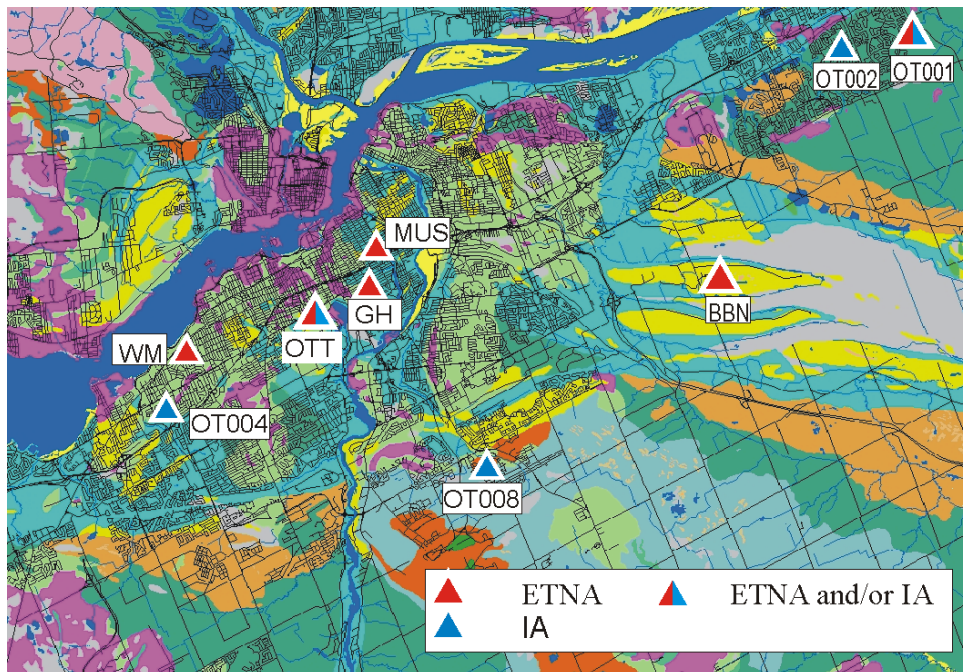 OT002
OT001
MUS
BBN
GH
OTT
WM
OT004
OT008
ETNA
ETNA and/or IA
IA